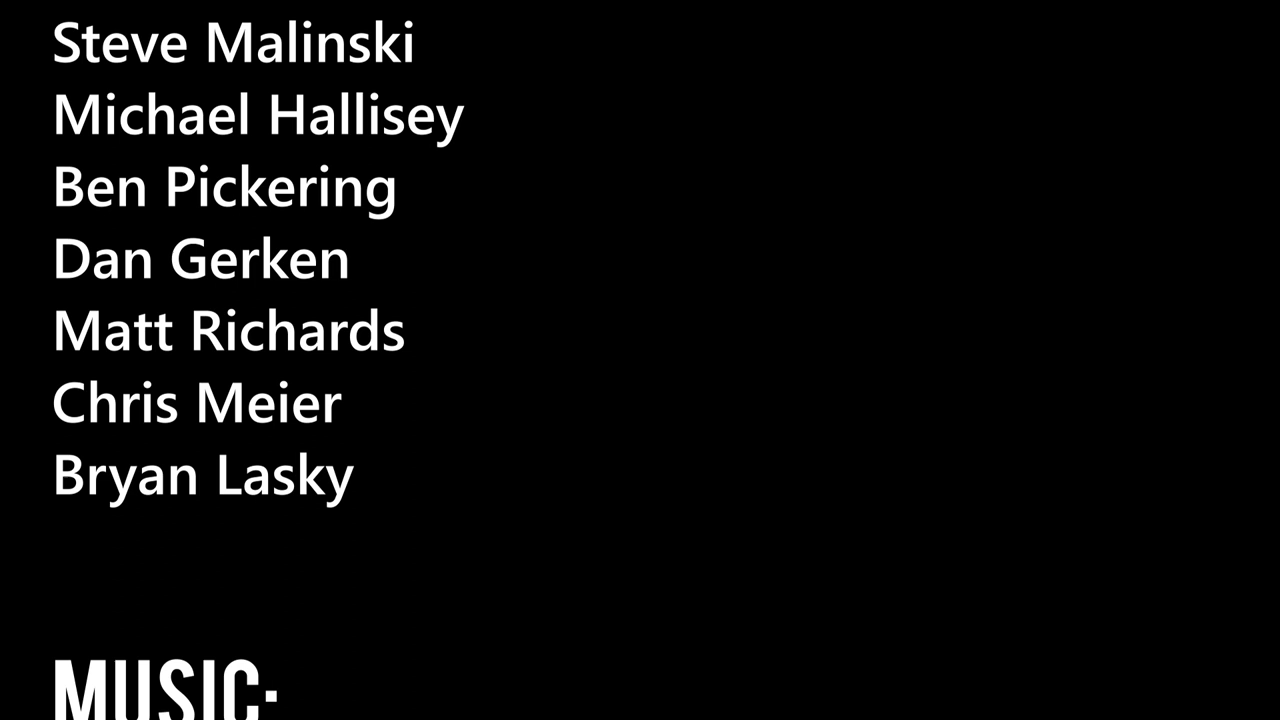 Steve Malinski
Michael Hallisey
Ben Pickering
Dan Gerken
Matt Richards
Chris Meier
Bryan Lasky
MUSIC: